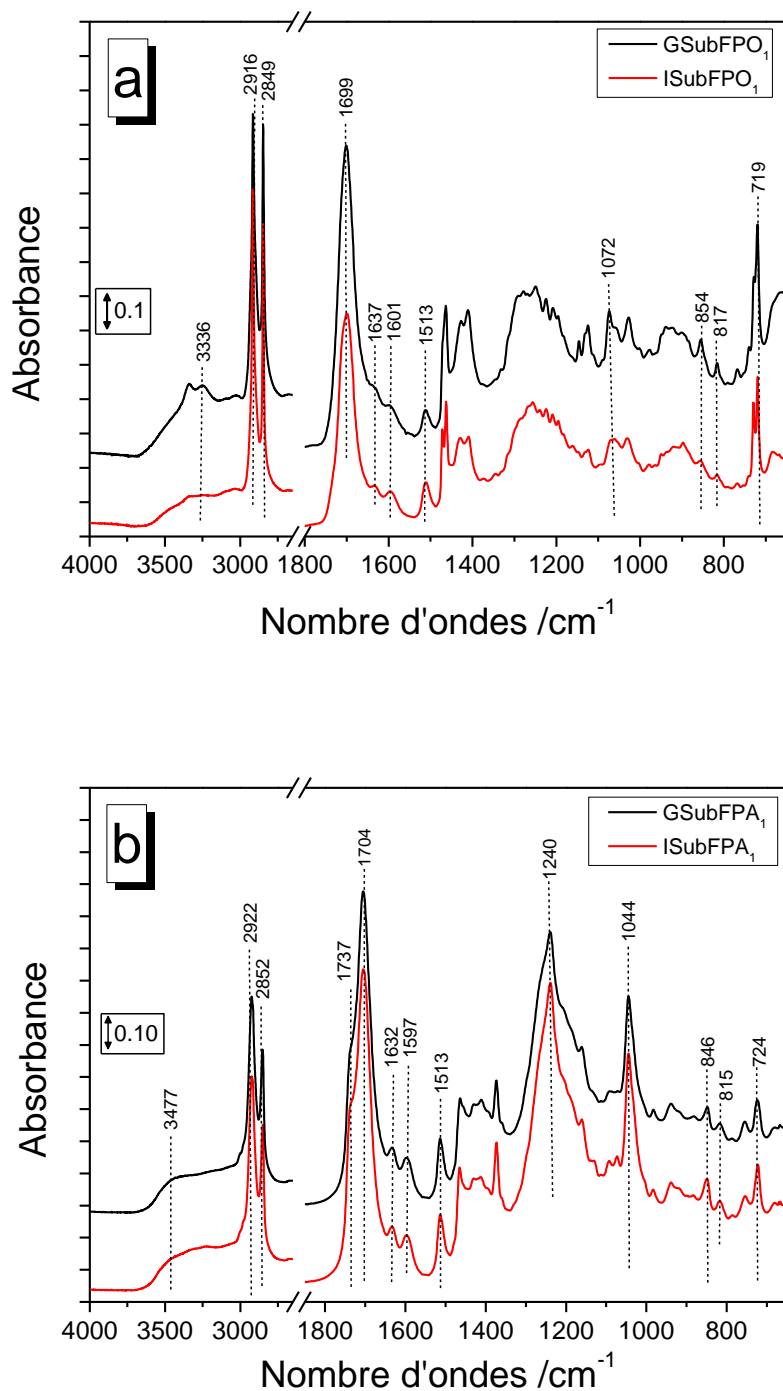 a
GSubFPO₁
ISubFPO₁
2916
2849
1699
719
1072
3336
1637
1601
1513
854
817
0.1
Absorbance
4000 3500 3000 1800 1600 1400 1200 1000 800
Nombre d'ondes /cm⁻¹
b
GSubFPA₁
ISubFPA₁
1704
1240
2922
1737
2852
1044
1632
1597
1513
846
815
724
3477
0.10
Absorbance
4000 3500 3000 1800 1600 1400 1200 1000 800
Nombre d'ondes /cm⁻¹